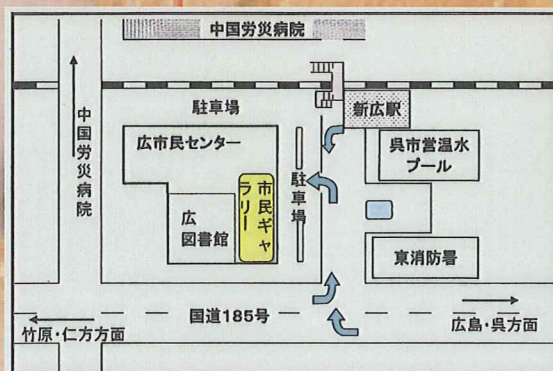 中国労災病院
中国労災病院
駐車場
新広駅
広市民センター
呉市営温水
プール
市民ギャ
ラリー
駐車場
広
図書館
東消防署
国道185号
竹原・仁方方面
広島・呉方面